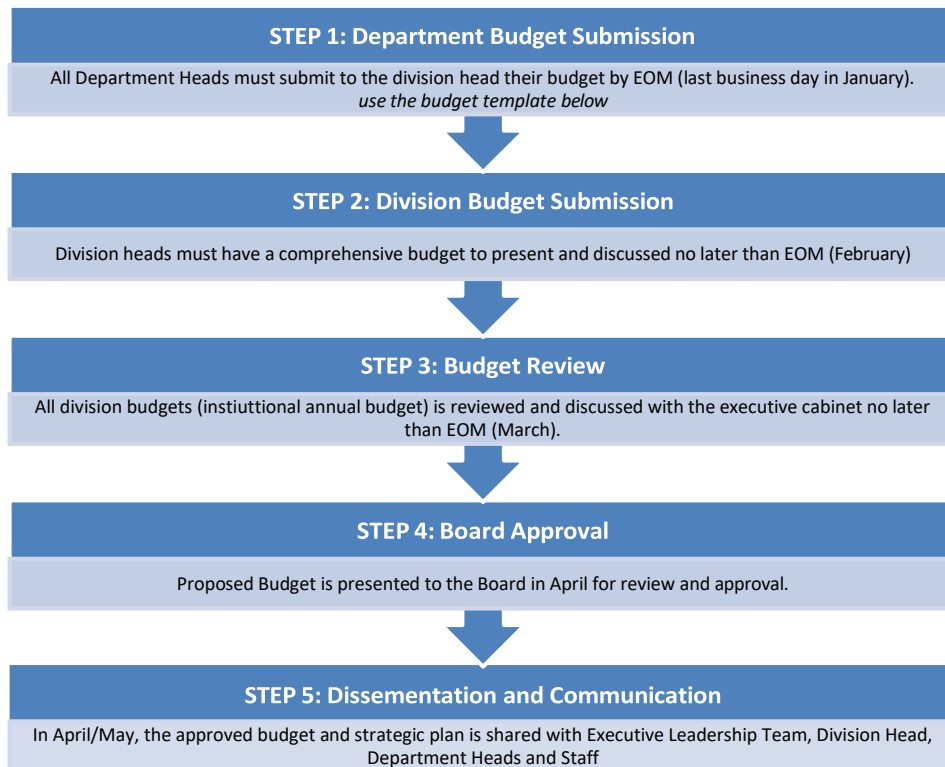 STEP 1: Department Budget Submission
All Department Heads must submit to the division head their budget by EOM (last business day in January).
use the budget template below
STEP 2: Division Budget Submission
Division heads must have a comprehensive budget to present and discussed no later than EOM (February)
STEP 3: Budget Review
All division budgets (instiuttional annual budget) is reviewed and discussed with the executive cabinet no later
than EOM (March).
STEP 4: Board Approval
Proposed Budget is presented to the Board in April for review and approval.
STEP 5: Dissementation and Communication
In April/May, the approved budget and strategic plan is shared with Executive Leadership Team, Division Head,
Department Heads and Staff